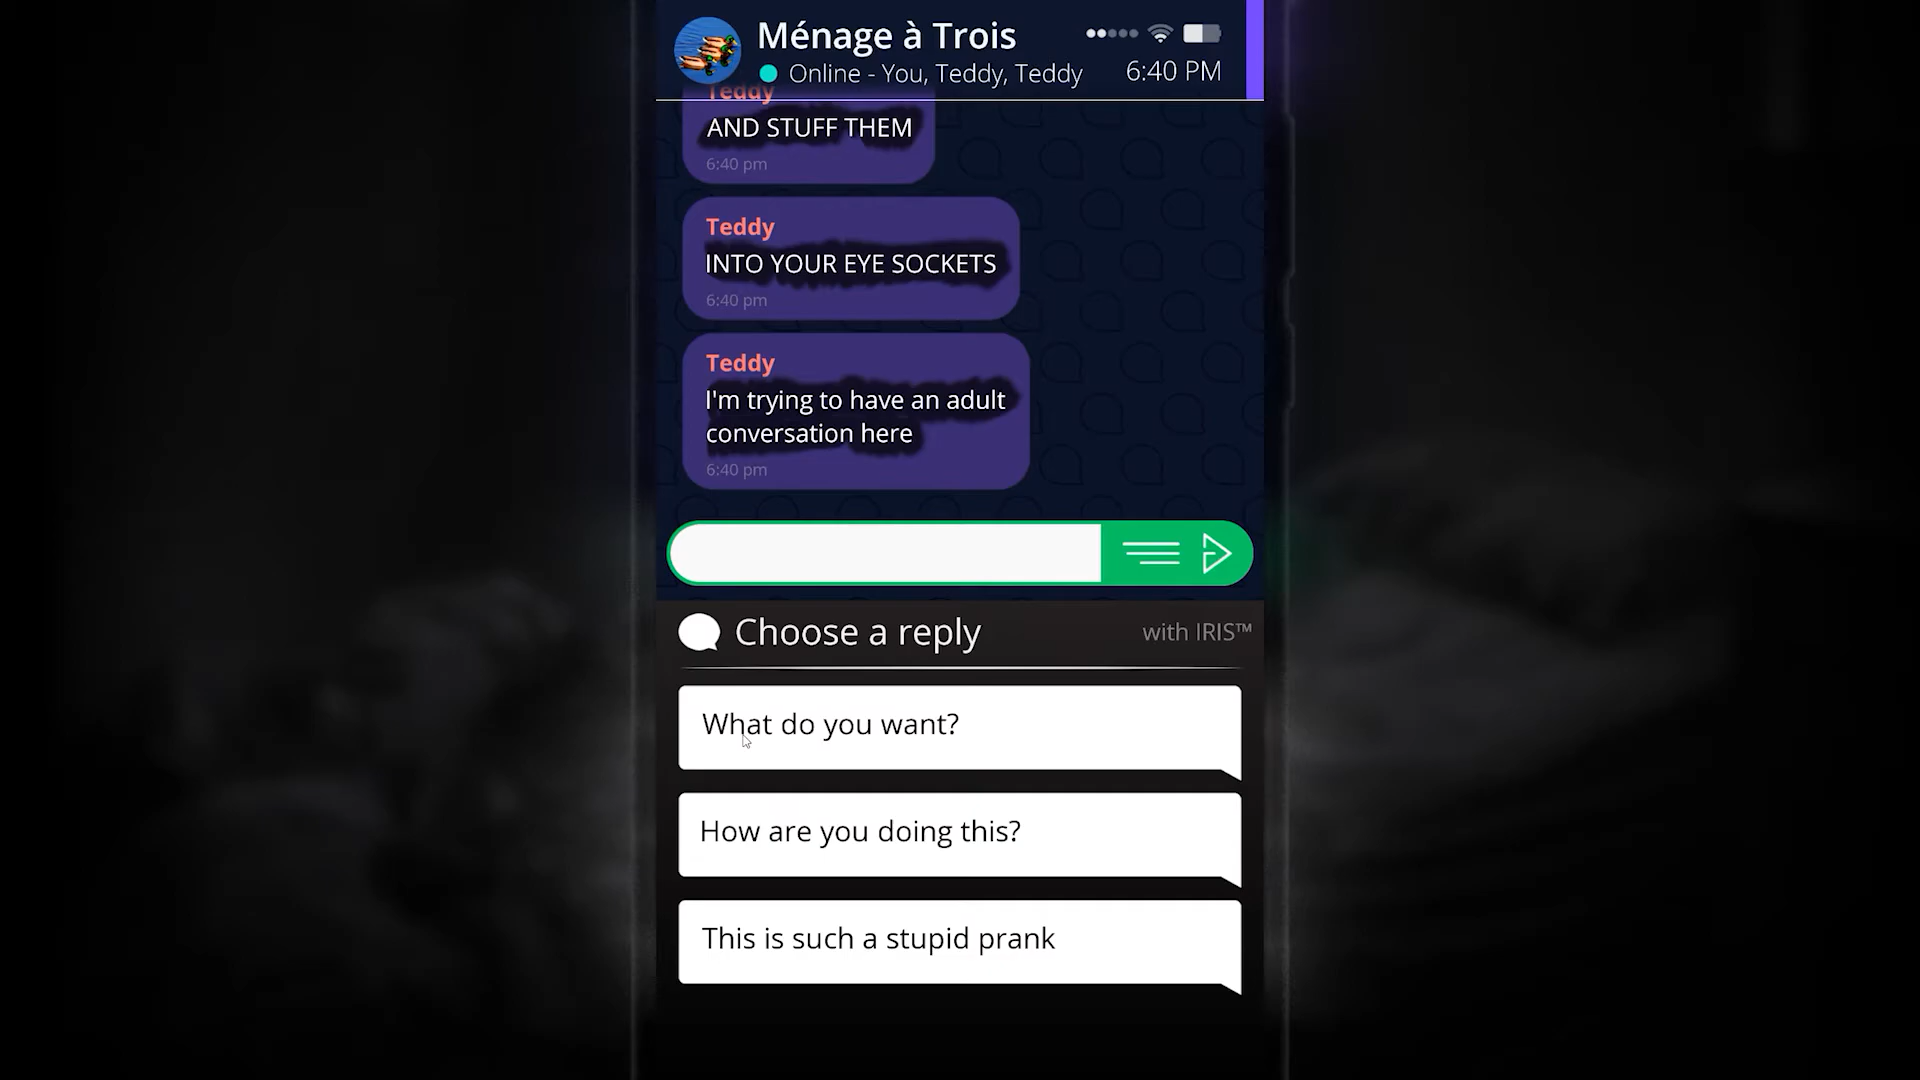 Ménage à Trois
Online - You, Teddy, Teddy
6:40 PM
Teddy
AND STUFF THEM
6:40 pm
Teddy
INTO YOUR EYE SOCKETS
6:40 pm
Teddy
I'm trying to have an adult
conversation here
6:40 pm
Choose a reply
with IRIS™
What do you want?
How are you doing this?
This is such a stupid prank